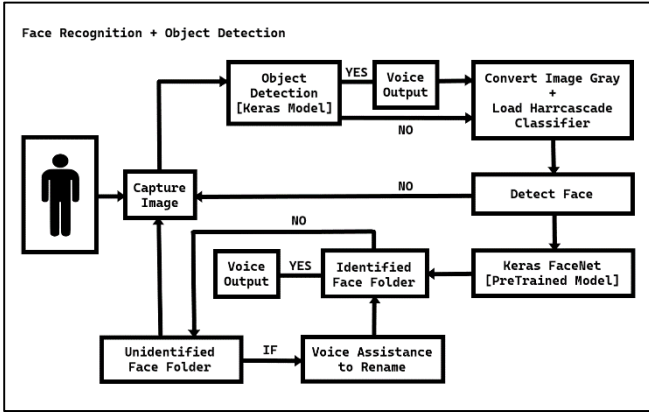 Face Recognition + Object Detection
Object
Detection
[Keras Model]
YES
Voice
Output
Convert Image Gray
+
Load Harrcascade
Classifier
NO
Capture
Image
NO
Detect Face
NO
Voice
Output
YES
Identified
Face Folder
Keras FaceNet
[PreTrained Model]
Unidentified
Face Folder
IF
Voice Assistance
to Rename